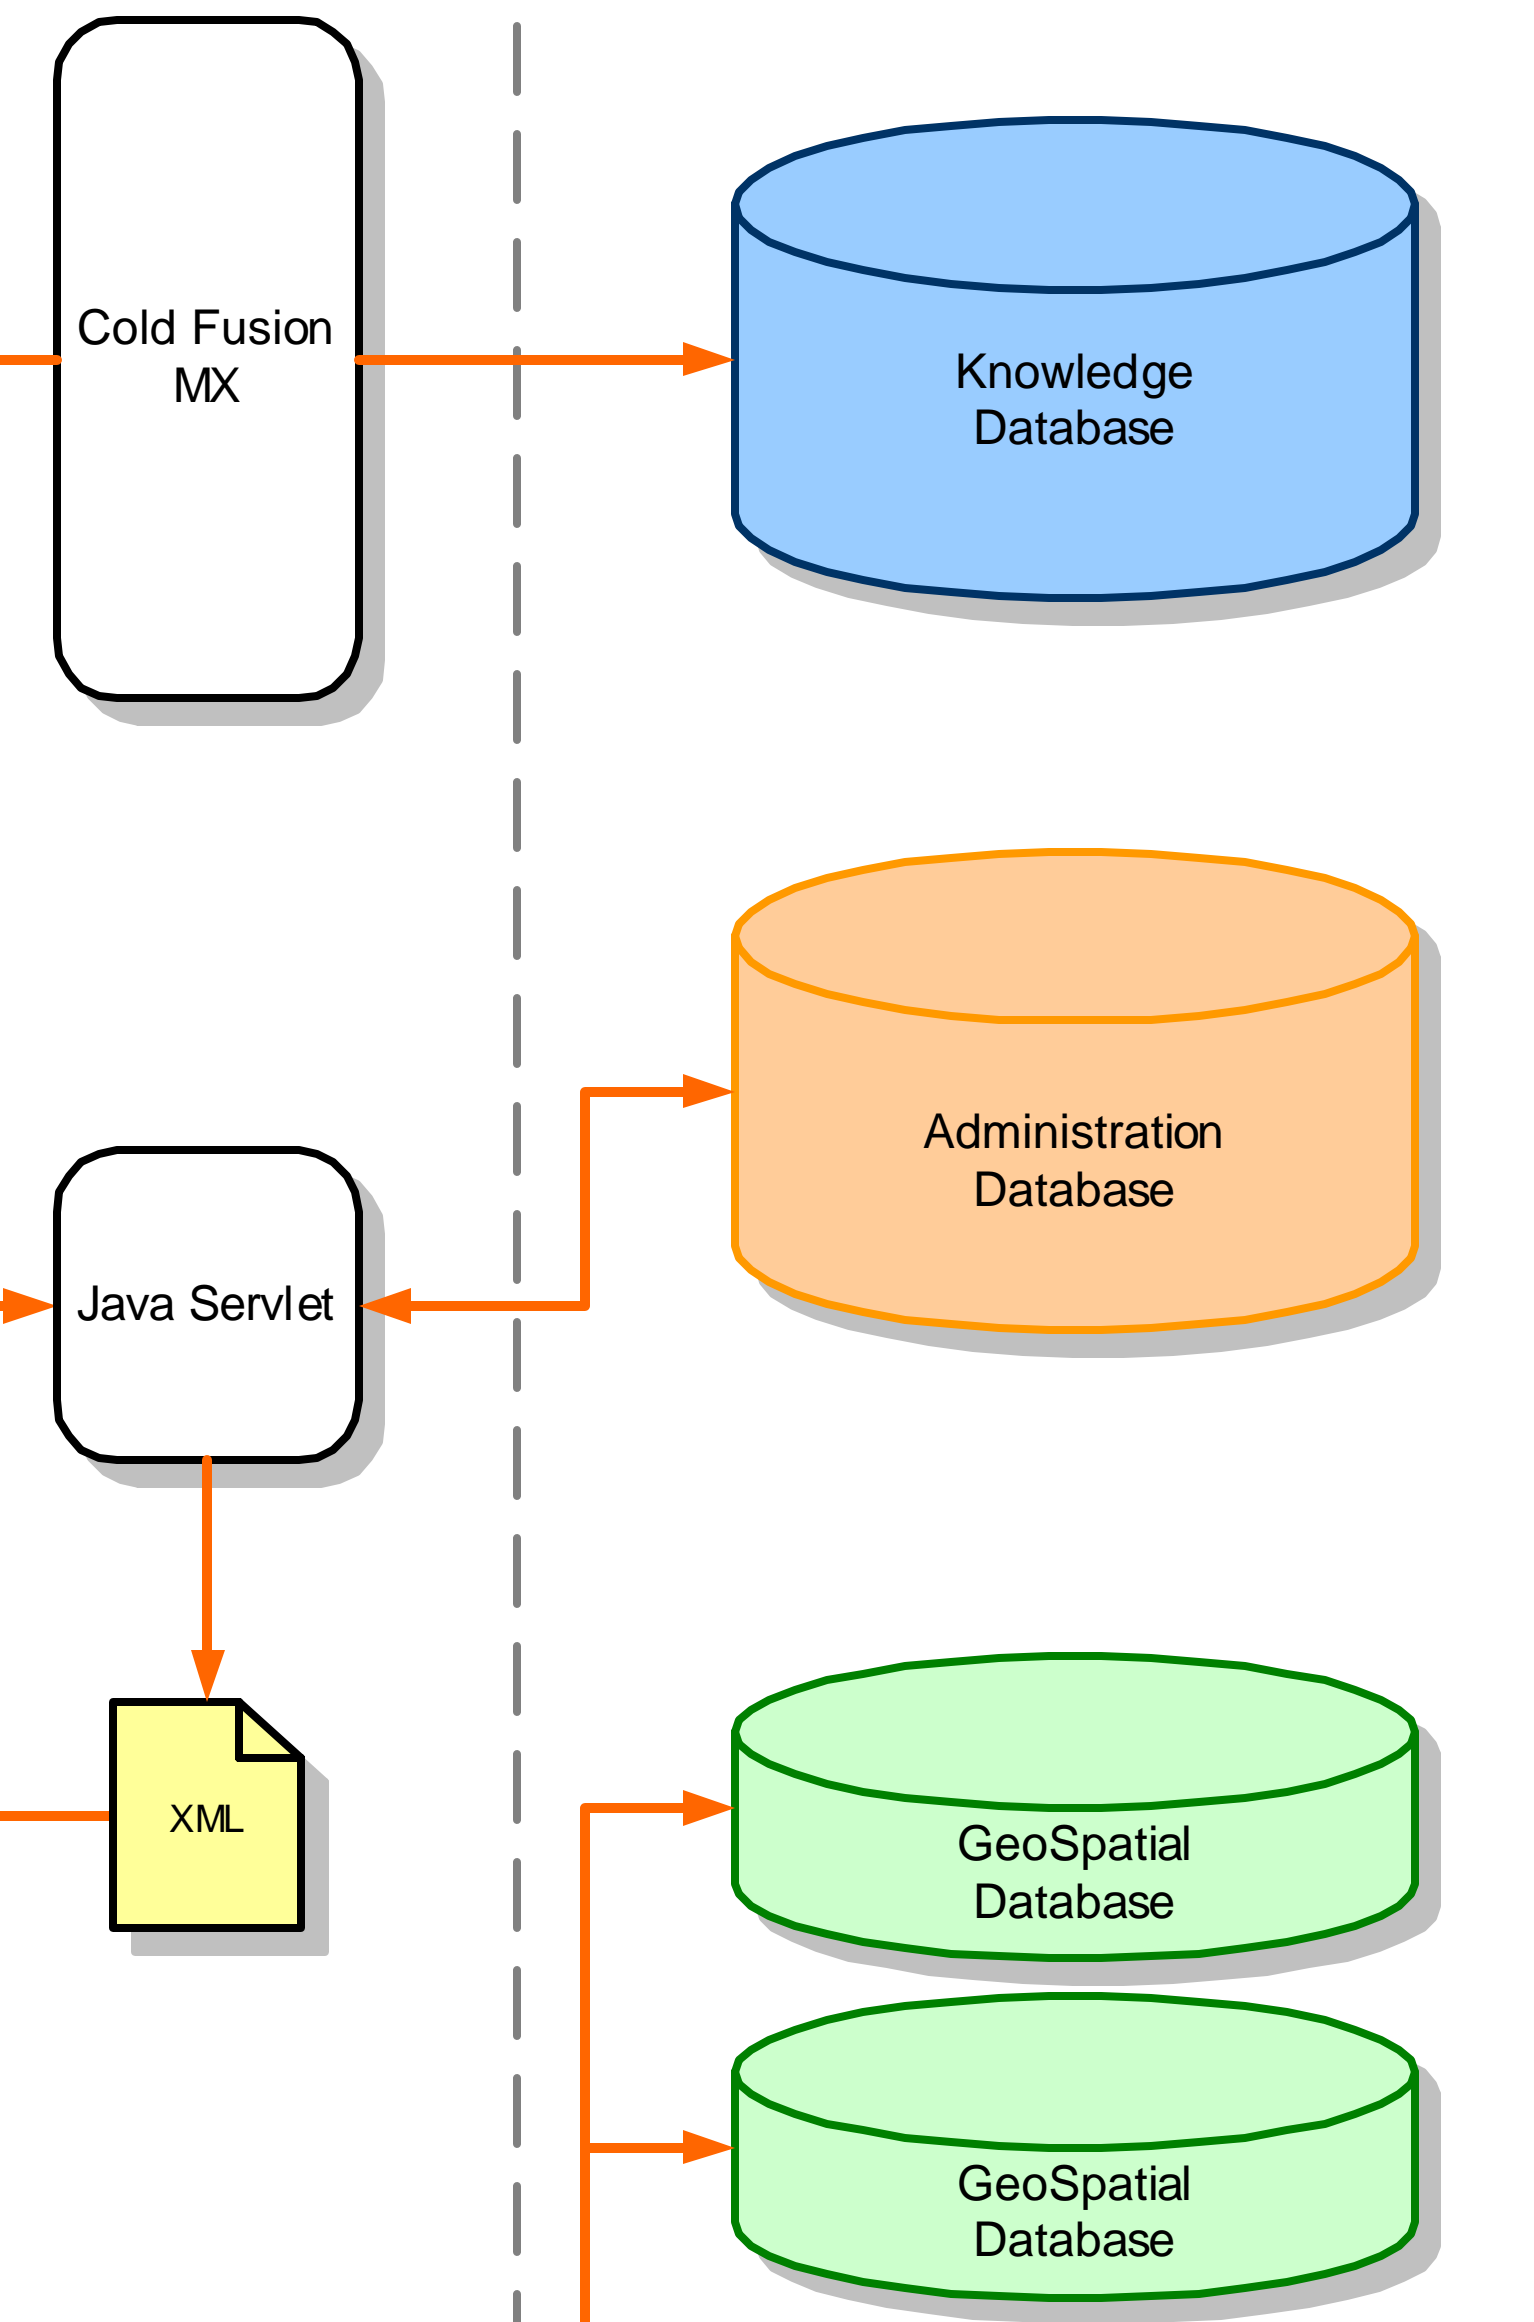 Cold Fusion
MX
Knowledge
Database
Administration
Database
Java Servlet
XML
GeoSpatial
Database
GeoSpatial
Database